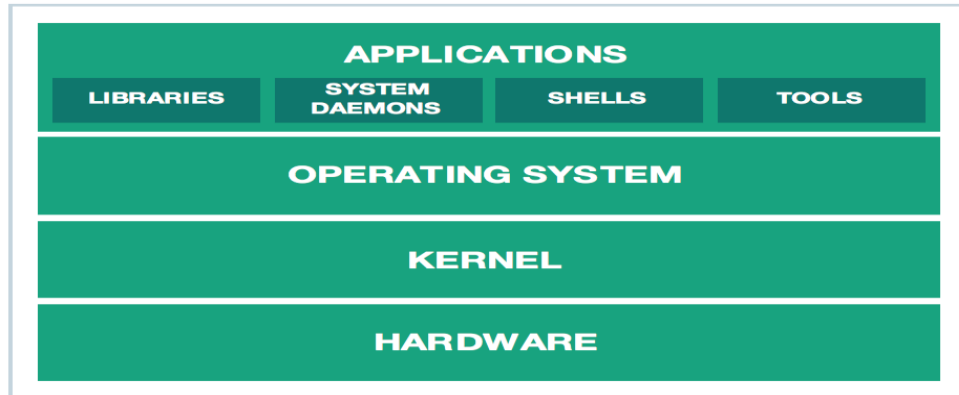 APPLICATIONS
LIBRARIES
SYSTEM
DAEMONS
SHELLS
TOOLS
OPERATING SYSTEM
KERNEL
HARDWARE